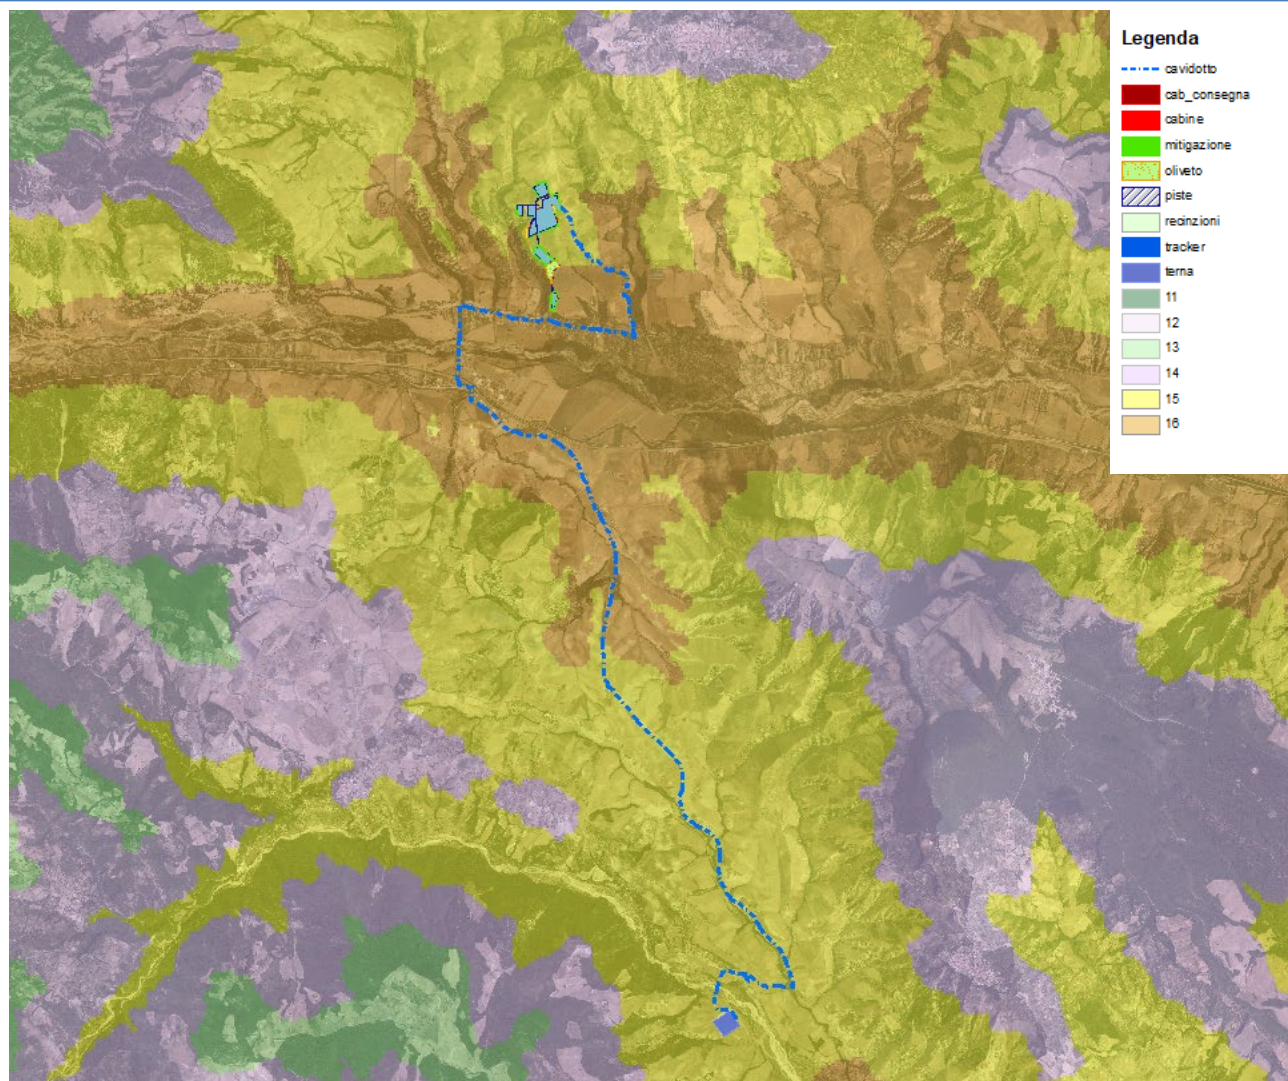 Legenda
cavidotto
cab_consegna
cabine
mitigazione
oliveto
piste
recinzioni
tracker
terna
11
12
13
14
15
16